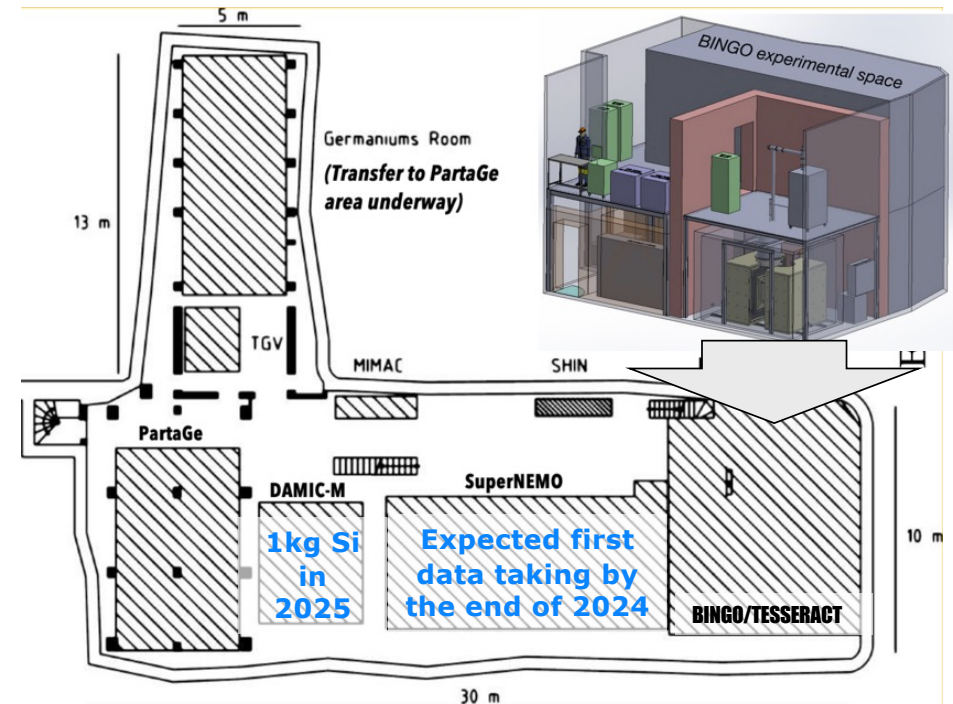 5 m
BINGO experimental space
Germaniums Room
(Transfer to PartaGe
area underway)
13 m
TGV
MIMAC
SHIN
PartaGe
DAMIC-M
SuperNEMO
1kg Si
in
2025
Expected first
data taking by
the end of 2024
10 m
BINGO/TESSERACT
30 m